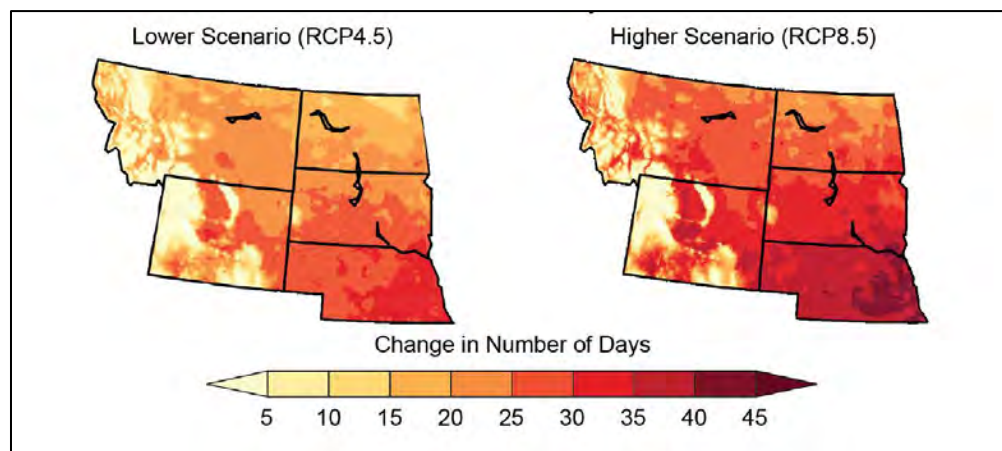 Lower Scenario (RCP4.5)
Higher Scenario (RCP8.5)
Change in Number of Days
5 10 15 20 25 30 35 40 45